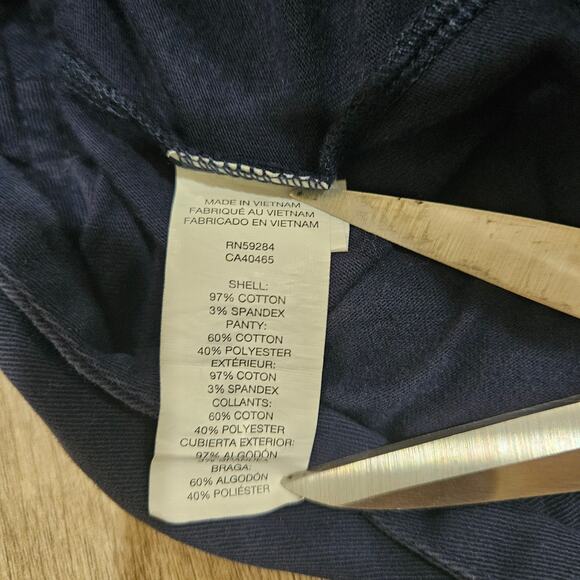 MADE IN VIETNAM
FABRIQUÉ AU VIETNAM
FABRICADO EN VIETNAM
RN59284
CA40465
SHELL:
97% COTTON
3% SPANDEX
PANTY:
60% COTTON
40% POLYESTER
EXTÉRIEUR:
97% COTON
3% SPANDEX
COLLANTS:
60% COTON
40% POLYESTER
CUBIERTA EXTERIOR:
97% ALGODÓN
3% SPANDEX
BRAGA:
60% ALGODÓN
40% POLIÉSTER